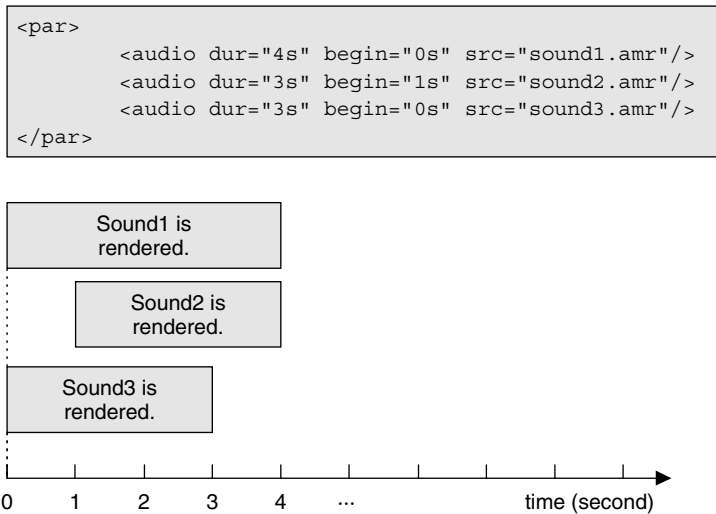 <par>
<audio dur="4s" begin="0s" src="sound1.amr"/>
<audio dur="3s" begin="1s" src="sound2.amr"/>
<audio dur="3s" begin="0s" src="sound3.amr"/>
</par>
Sound1 is
rendered.
Sound2 is
rendered.
Sound3 is
rendered.
0 1 2 3 4 ... time (second)